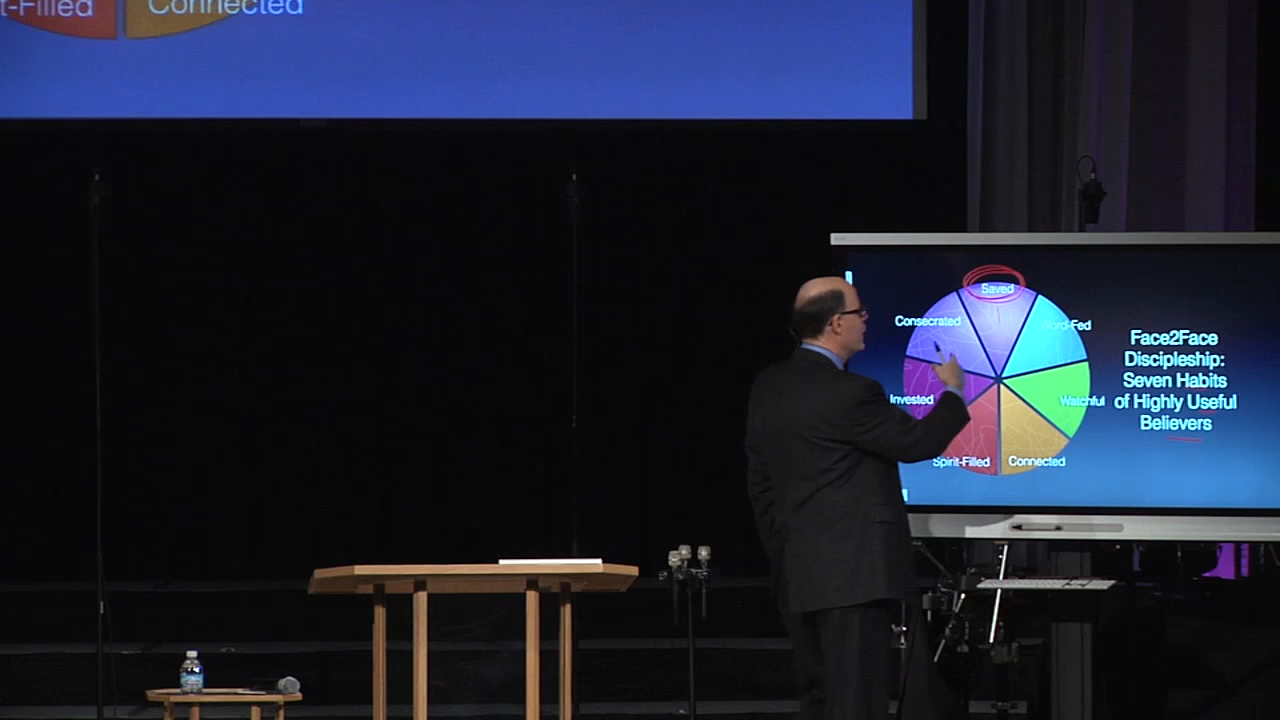 t-Filled
Connected
Saved
Consecrated
Word-Fed
Invested
Watchful
Spirit-Filled
Connected
Face2Face
Discipleship:
Seven Habits
of Highly Useful
Believers